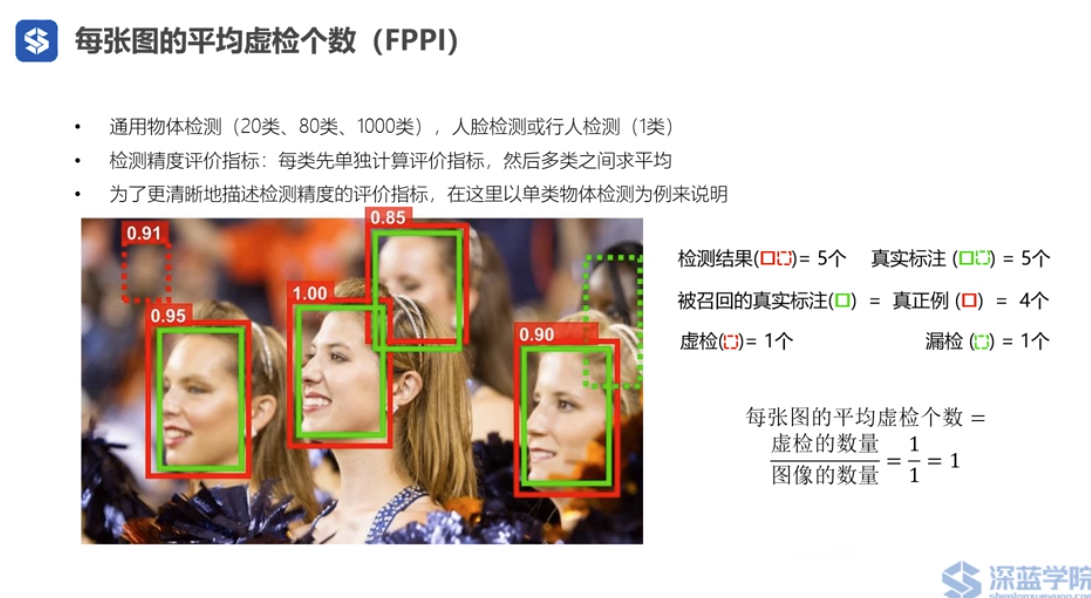 每张图的平均虚检个数（FPPI）
• 通用物体检测（20类、80类、1000类），人脸检测或行人检测（1类）
• 检测精度评价指标：每类先单独计算评价指标，然后多类之间求平均
• 为了更清晰地描述检测精度的评价指标，在这里以单类物体检测为例来说明
0.85
0.91
1.00
0.95
0.90
检测结果( )= 5个 真实标注 ( ) = 5个
被召回的真实标注( ) = 真正例 ( ) = 4个
虚检( )= 1个 漏检 ( ) = 1个
每张图的平均虚检个数 =
虚检的数量/图像的数量 = 1/1 = 1
深蓝学院